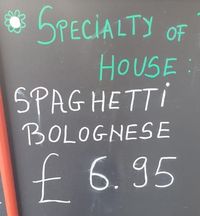 SPECIALTY OF
HOUSE:
SPAGHETTi
BOLOGNESE
£ 6.95